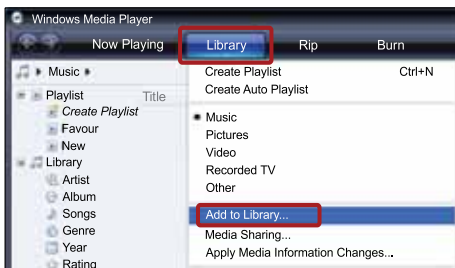 Windows Media Player
Now Playing Library Rip Burn
Music
Playlist Title
Create Playlist
Favour
New
Library
Artist
Album
Songs
Genre
Year
Rating
Create Playlist Ctrl+N
Create Auto Playlist
Music
Pictures
Video
Recorded TV
Other
Add to Library...
Media Sharing...
Apply Media Information Changes...